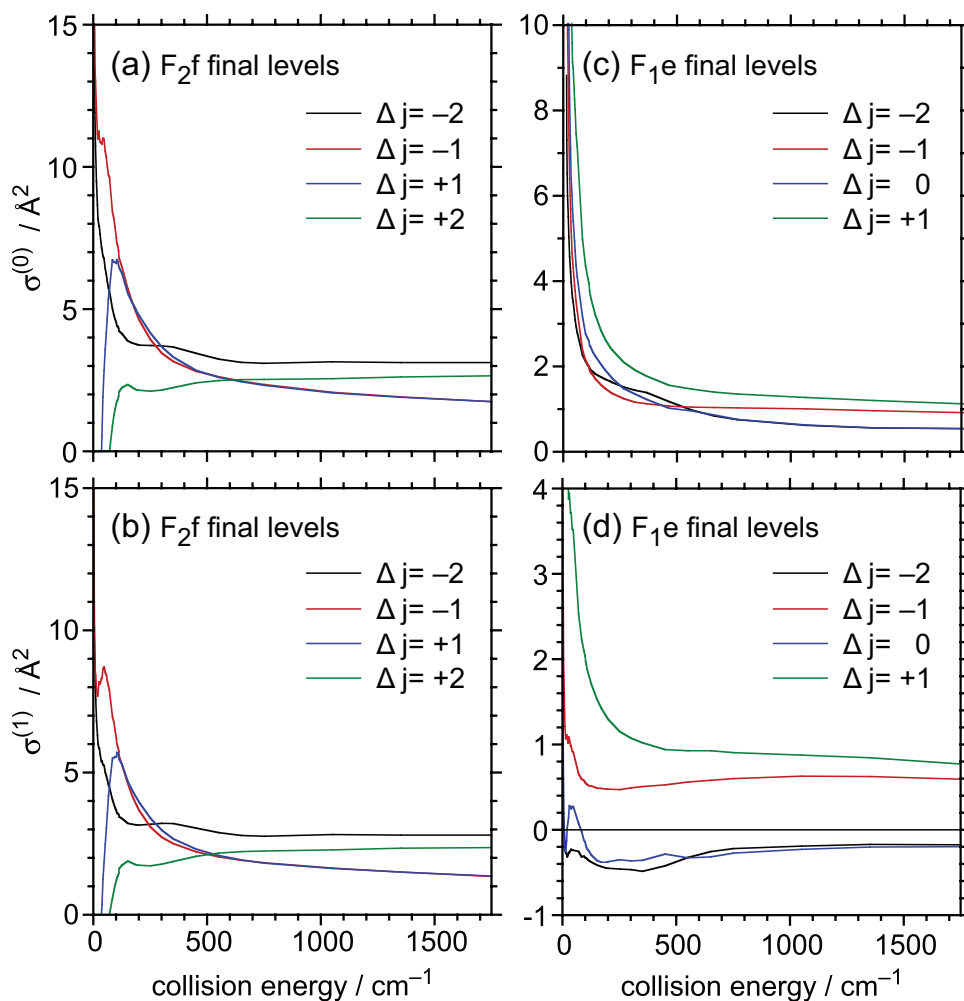 (a) F₂f final levels
Δ j= –2
Δ j= –1
Δ j= +1
Δ j= +2
15
10
5
0
σ⁽⁰⁾ / Å²
(c) F₁e final levels
Δ j= –2
Δ j= –1
Δ j= 0
Δ j= +1
10
8
6
4
2
0
(b) F₂f final levels
Δ j= –2
Δ j= –1
Δ j= +1
Δ j= +2
15
10
5
0
σ⁽¹⁾ / Å²
0 500 1000 1500
collision energy / cm⁻¹
(d) F₁e final levels
Δ j= –2
Δ j= –1
Δ j= 0
Δ j= +1
4
3
2
1
0
-1
0 500 1000 1500
collision energy / cm⁻¹